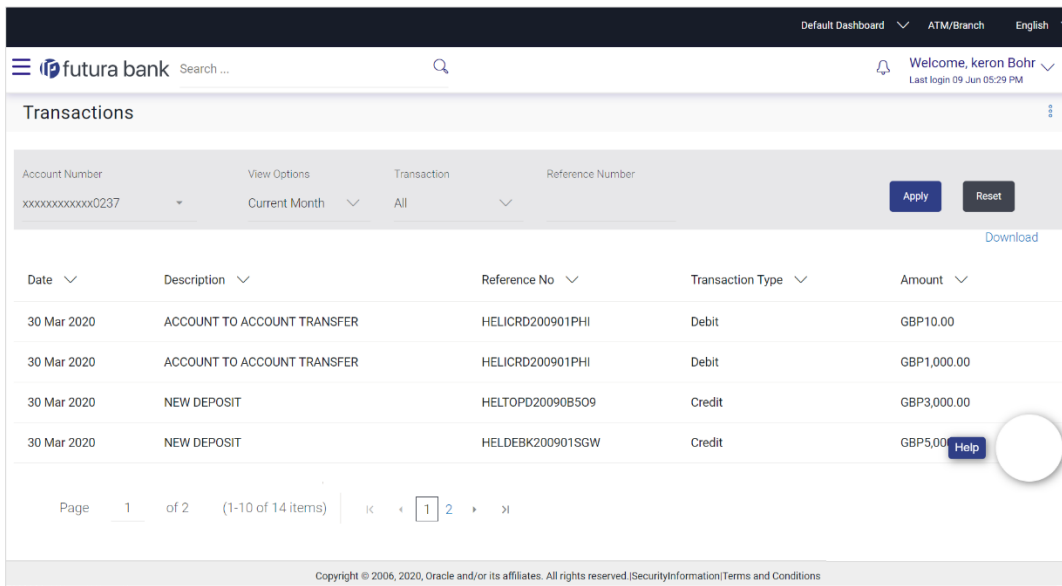 Default Dashboard ATM/Branch English
futura bank Search ... Welcome, keron Bohr
Last login 09 Jun 05:29 PM
Transactions
Account Number View Options Transaction Reference Number
xxxxxxxxxxxx0237 Current Month All Apply Reset
Download
Date Description Reference No Transaction Type Amount
30 Mar 2020 ACCOUNT TO ACCOUNT TRANSFER HELICRD200901PHI Debit GBP10.00
30 Mar 2020 ACCOUNT TO ACCOUNT TRANSFER HELICRD200901PHI Debit GBP1,000.00
30 Mar 2020 NEW DEPOSIT HELTOPD20090B5O9 Credit GBP3,000.00
30 Mar 2020 NEW DEPOSIT HELDEBK200901SGW Credit Help
Page 1 of 2 (1-10 of 14 items) 1 2
Copyright © 2006, 2020, Oracle and/or its affiliates. All rights reserved.|SecurityInformation|Terms and Conditions